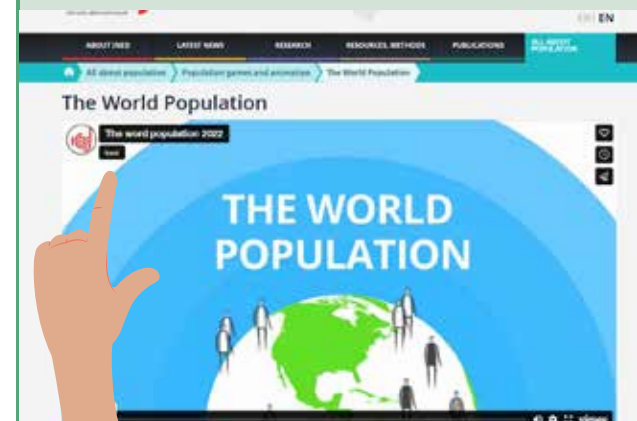 EN
ABOUT INED LATEST NEWS RESEARCH RESOURCES, METHODS PUBLICATIONS ALL ABOUT POPULATION
All about population Population games and animation The World Population
The World Population
The word population 2022
THE WORLD
POPULATION
vimeo